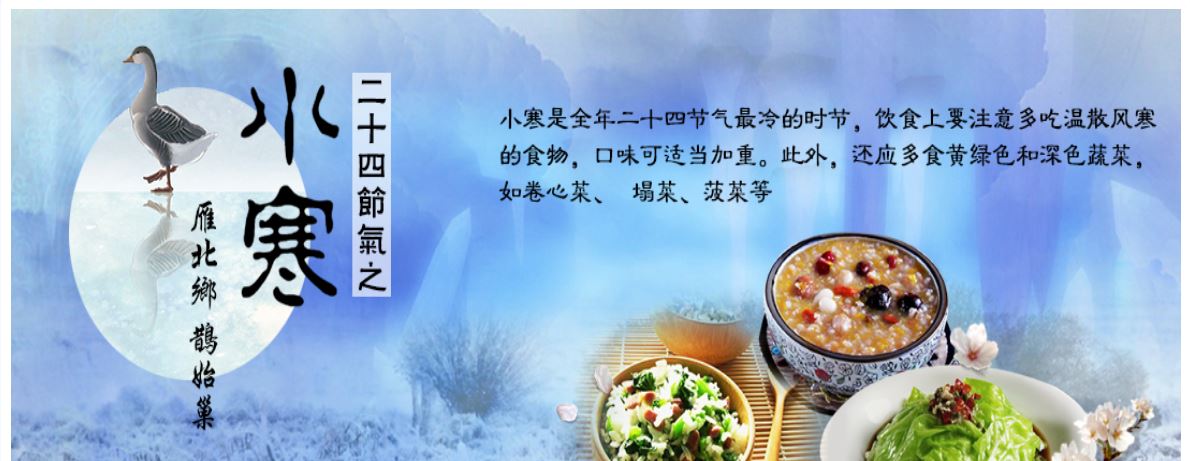 二十四節氣之
小寒
雁北鄉 鵲始巢
小寒是全年二十四节气最冷的时节，饮食上要注意多吃温散风寒
的食物，口味可适当加重。此外，还应多食黄绿色和深色蔬菜，
如卷心菜、 塌菜、菠菜等